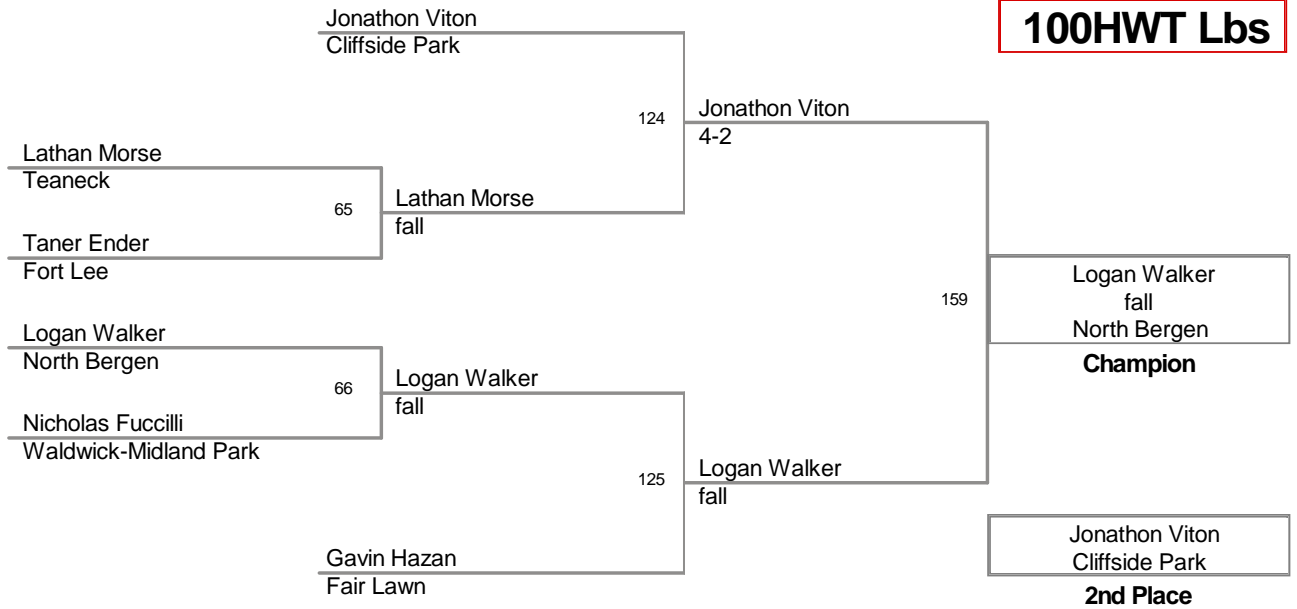 100HWT Lbs
Jonathon Viton
Cliffside Park
124
Jonathon Viton
4-2
Lathan Morse
Teaneck
65
Lathan Morse
fall
Taner Ender
Fort Lee
159
Logan Walker
fall
North Bergen
Champion
Logan Walker
North Bergen
66
Logan Walker
fall
Nicholas Fuccilli
Waldwick-Midland Park
125
Logan Walker
fall
Gavin Hazan
Fair Lawn
Jonathon Viton
Cliffside Park
2nd Place